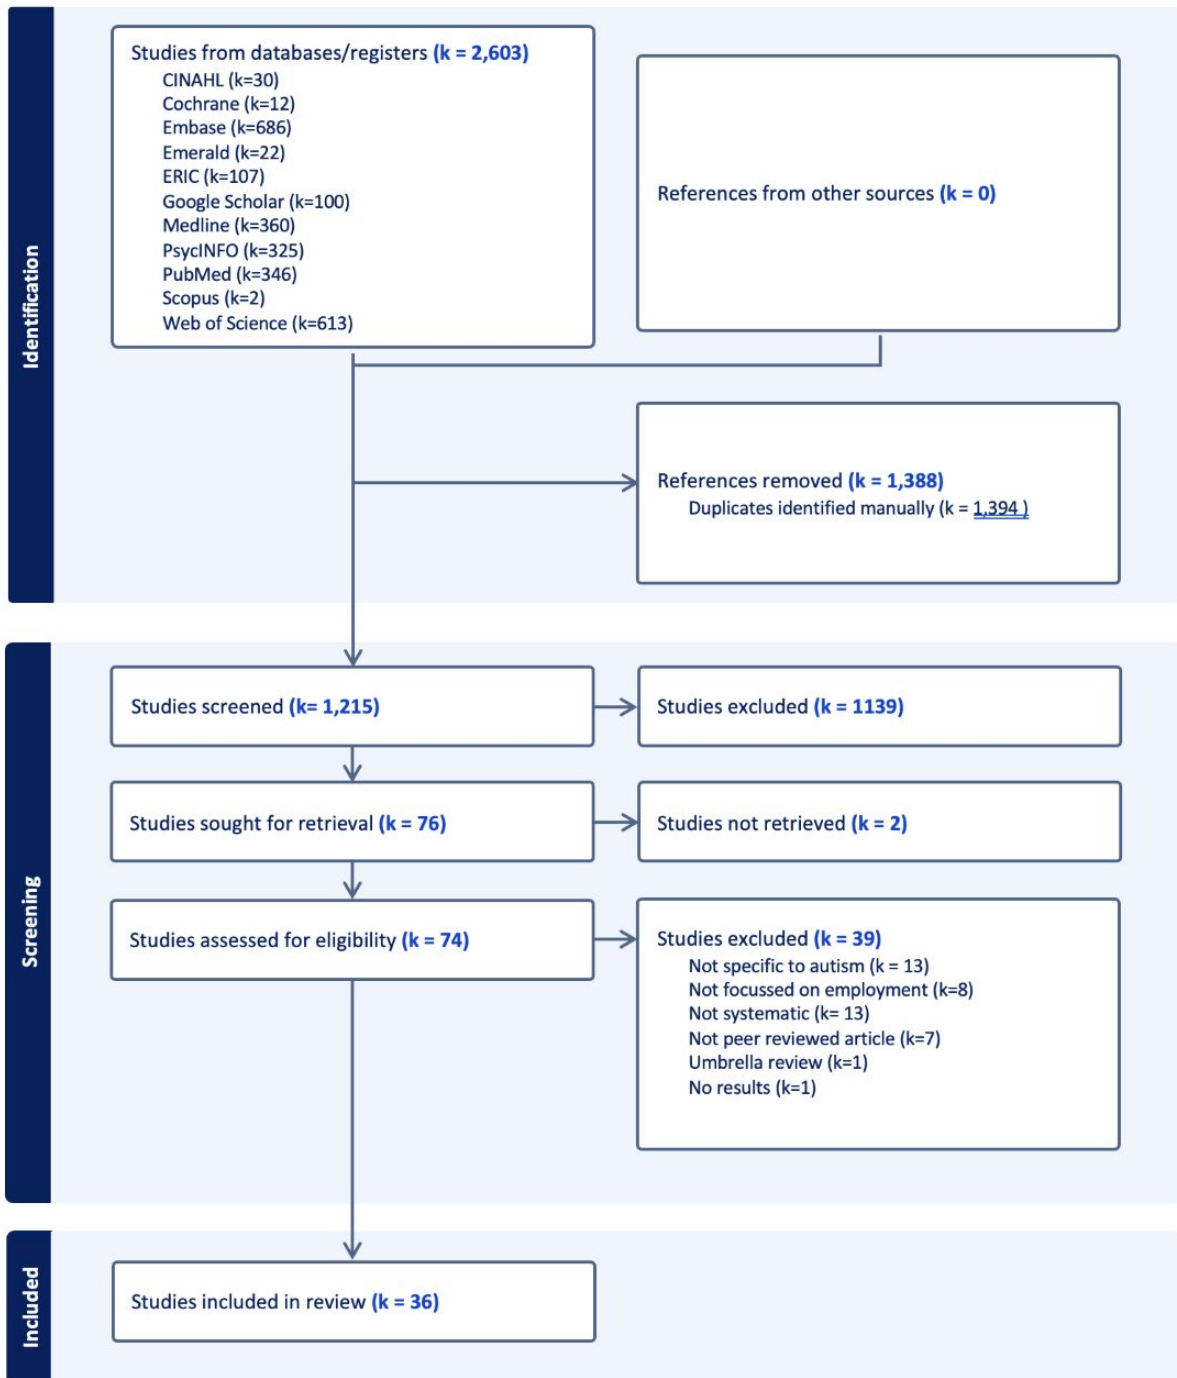 Identification
Studies from databases/registers (k = 2,603)
CINAHL (k=30)
Cochrane (k=12)
Embase (k=686)
Emerald (k=22)
ERIC (k=107)
Google Scholar (k=100)
Medline (k=360)
PsycINFO (k=325)
PubMed (k=346)
Scopus (k=2)
Web of Science (k=613)
References from other sources (k = 0)
References removed (k = 1,388)
Duplicates identified manually (k = 1,394 )
Screening
Studies screened (k= 1,215)
Studies excluded (k = 1139)
Studies sought for retrieval (k = 76)
Studies not retrieved (k = 2)
Studies assessed for eligibility (k = 74)
Studies excluded (k = 39)
Not specific to autism (k = 13)
Not focussed on employment (k=8)
Not systematic (k= 13)
Not peer reviewed article (k=7)
Umbrella review (k=1)
No results (k=1)
Included
Studies included in review (k = 36)